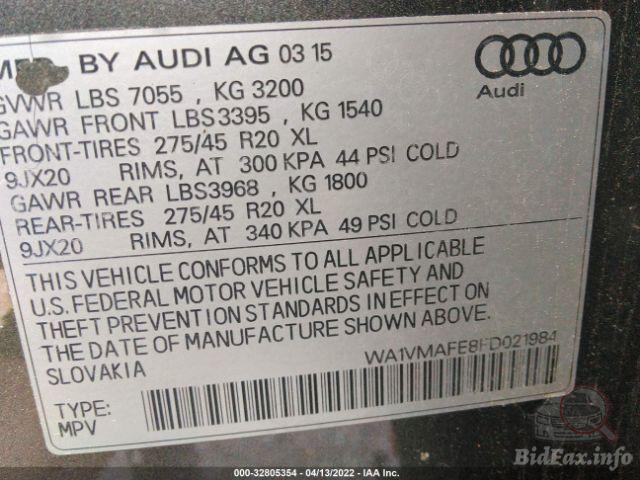 BY AUDI AG 03 15
GVWR LBS 7055 , KG 3200
GAWR FRONT LBS3395 , KG 1540
FRONT-TIRES 275/45 R20 XL
9JX20 RIMS, AT 300 KPA 44 PSI COLD
GAWR REAR LBS3968 , KG 1800
REAR-TIRES 275/45 R20 XL
9JX20 RIMS, AT 340 KPA 49 PSI COLD
Audi
THIS VEHICLE CONFORMS TO ALL APPLICABLE
U.S. FEDERAL MOTOR VEHICLE SAFETY AND
THEFT PREVENTION STANDARDS IN EFFECT ON
THE DATE OF MANUFACTURE SHOWN ABOVE.
SLOVAKIA
WA1VMAFE8FD021984
TYPE:
MPV
BidFax.info
000-32805354 - 04/13/2022 - IAA Inc.